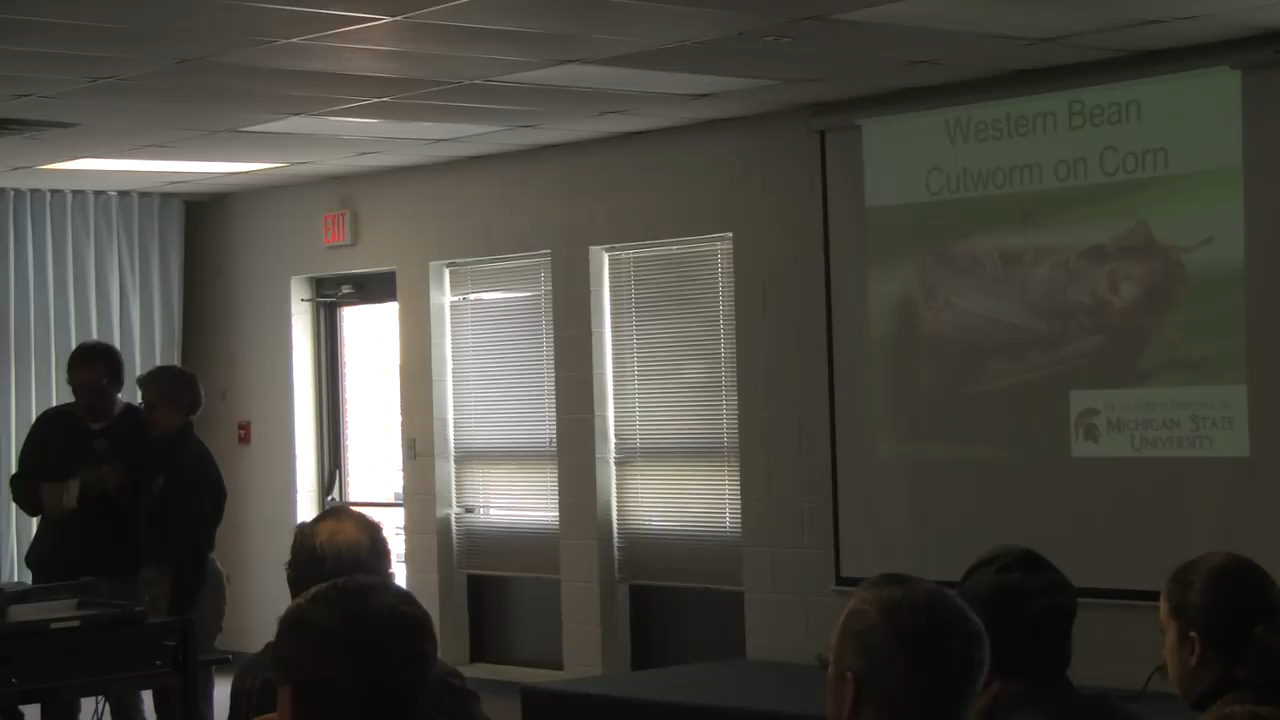 EXIT
Western Bean
Cutworm on Corn
MICHIGAN STATE
UNIVERSITY